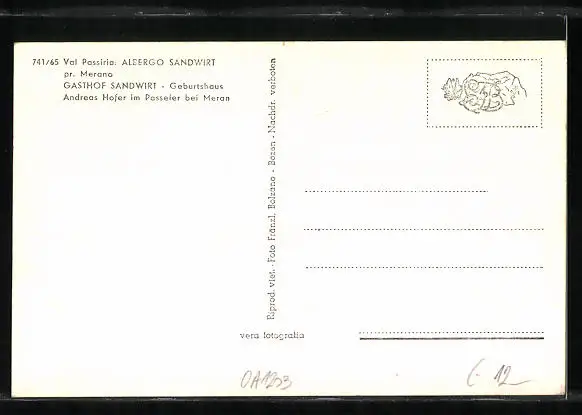 741/65 Val Passiria: ALBERGO SANDWIRT
pr. Merano
GASTHOF SANDWIRT - Geburtshaus
Andreas Hofer im Passeier bei Meran
Riprod. viet. - Foto Fränzl, Bolzano - Bozen - Nachdr. verboten
vera fotografia
OA1203
€ 12